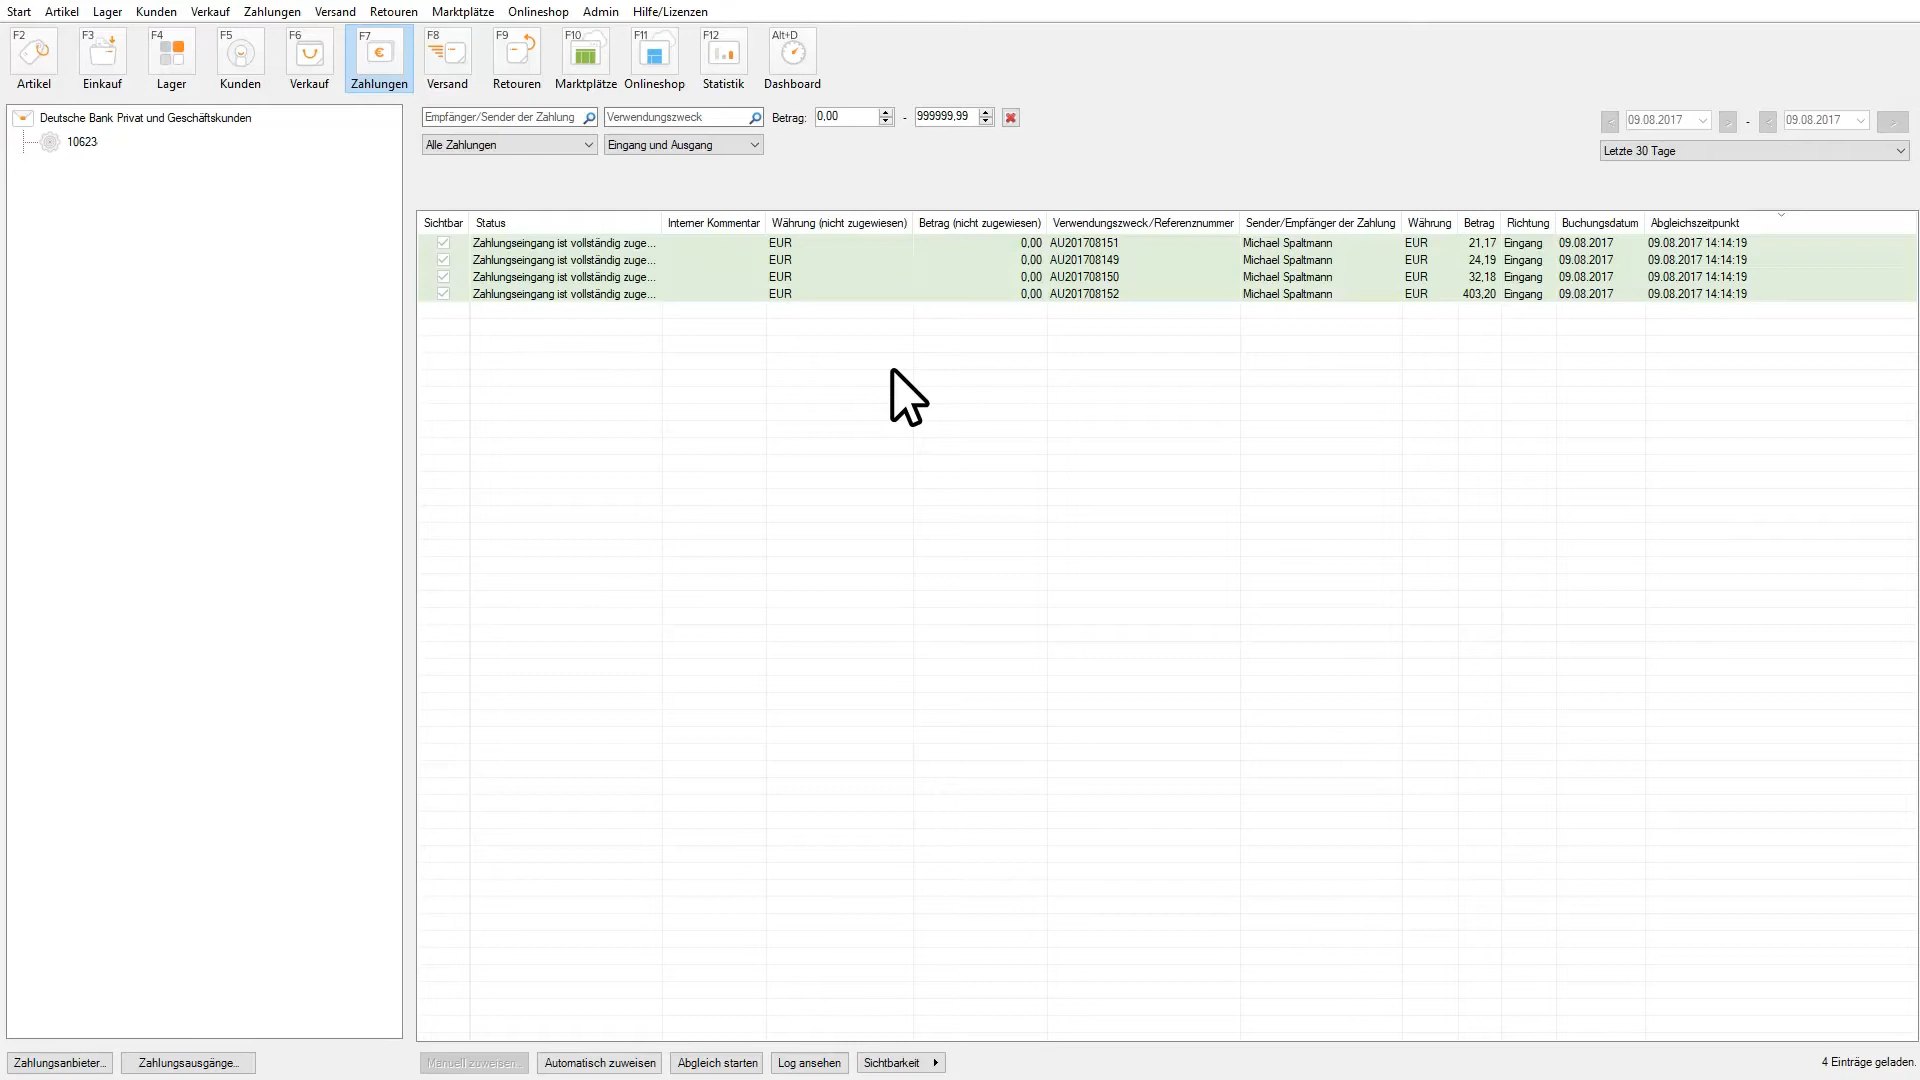 Start Artikel Lager Kunden Verkauf Zahlungen Versand Retouren Marktplätze Onlineshop Admin Hilfe/Lizenzen
F2 F3 F4 F5 F6 F7 F8 F9 F10 F11 F12 Alt+D
Artikel Einkauf Lager Kunden Verkauf Zahlungen Versand Retouren Marktplätze Onlineshop Statistik Dashboard
Deutsche Bank Privat und Geschäftskunden
10623
Empfänger/Sender der Zahlung Verwendungszweck Betrag: 0,00 - 999999,99 < 09.08.2017 > - < 09.08.2017 >
Alle Zahlungen Eingang und Ausgang Letzte 30 Tage
Sichtbar Status Interner Kommentar Währung (nicht zugewiesen) Betrag (nicht zugewiesen) Verwendungszweck/Referenznummer Sender/Empfänger der Zahlung Währung Betrag Richtung Buchungsdatum Abgleichszeitpunkt
Zahlungseingang ist vollständig zuge... EUR 0,00 AU201708151 Michael Spaltmann EUR 21,17 Eingang 09.08.2017 09.08.2017 14:14:19
Zahlungseingang ist vollständig zuge... EUR 0,00 AU201708149 Michael Spaltmann EUR 24,19 Eingang 09.08.2017 09.08.2017 14:14:19
Zahlungseingang ist vollständig zuge... EUR 0,00 AU201708150 Michael Spaltmann EUR 32,18 Eingang 09.08.2017 09.08.2017 14:14:19
Zahlungseingang ist vollständig zuge... EUR 0,00 AU201708152 Michael Spaltmann EUR 403,20 Eingang 09.08.2017 09.08.2017 14:14:19
Zahlungsanbieter... Zahlungsausgänge... Manuell zuweisen... Automatisch zuweisen Abgleich starten Log ansehen Sichtbarkeit 4 Einträge geladen.